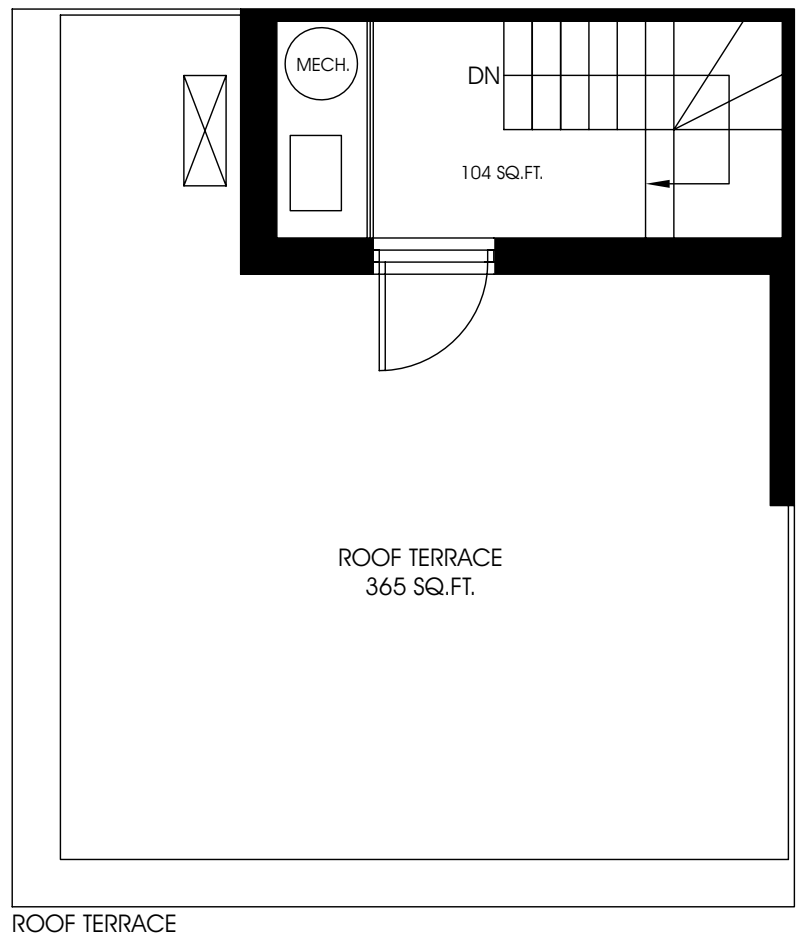 MECH.
DN
104 SQ.FT.
ROOF TERRACE
365 SQ.FT.
ROOF TERRACE